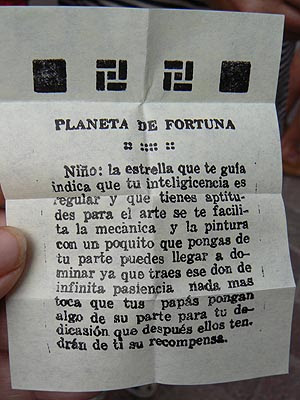 PLANETA DE FORTUNA
Niño: la estrella que te guía
indica que tu inteligicencia es
regular y que tienes aptitu-
des para el arte se te facili-
ta la mecànica y la pintura
con un poquito que pongas de
tu parte puedes llegar a do-
minar ya que traes ese don de
infinita pasiencia nada mas
toca que tus papás pongan
algo de su parte para tu de-
dicasión que después ellos ten.
drán de ti su recompensa.